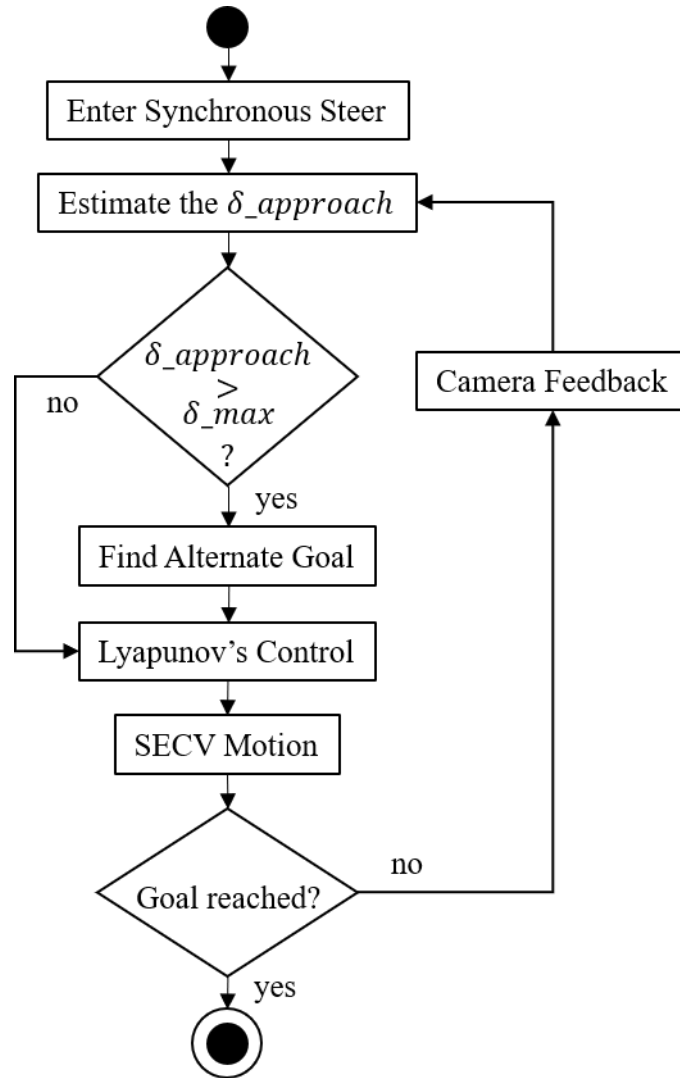 Enter Synchronous Steer
Estimate the δ_approach
δ_approach
>
δ_max
?
no
yes
Camera Feedback
Find Alternate Goal
Lyapunov’s Control
SECV Motion
Goal reached?
no
yes